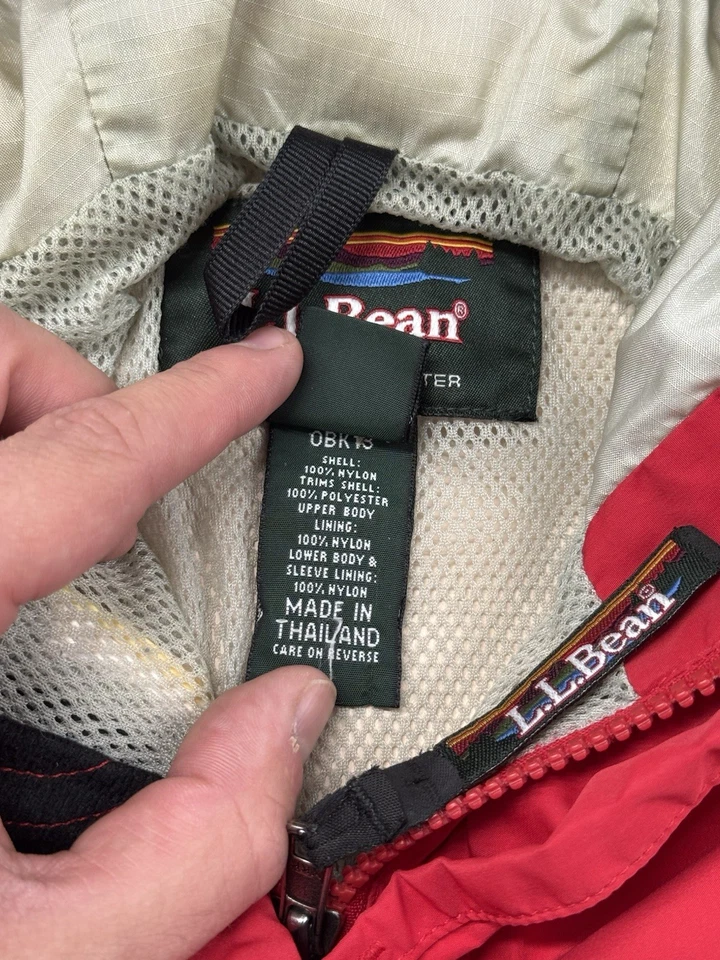 Bean®
TER
0BK13
SHELL:
100% NYLON
TRIMS SHELL:
100% POLYESTER
UPPER BODY
LINING:
100% NYLON
LOWER BODY &
SLEEVE LINING:
100% NYLON
MADE IN
THAILAND
CARE ON REVERSE
L.L.Bean®